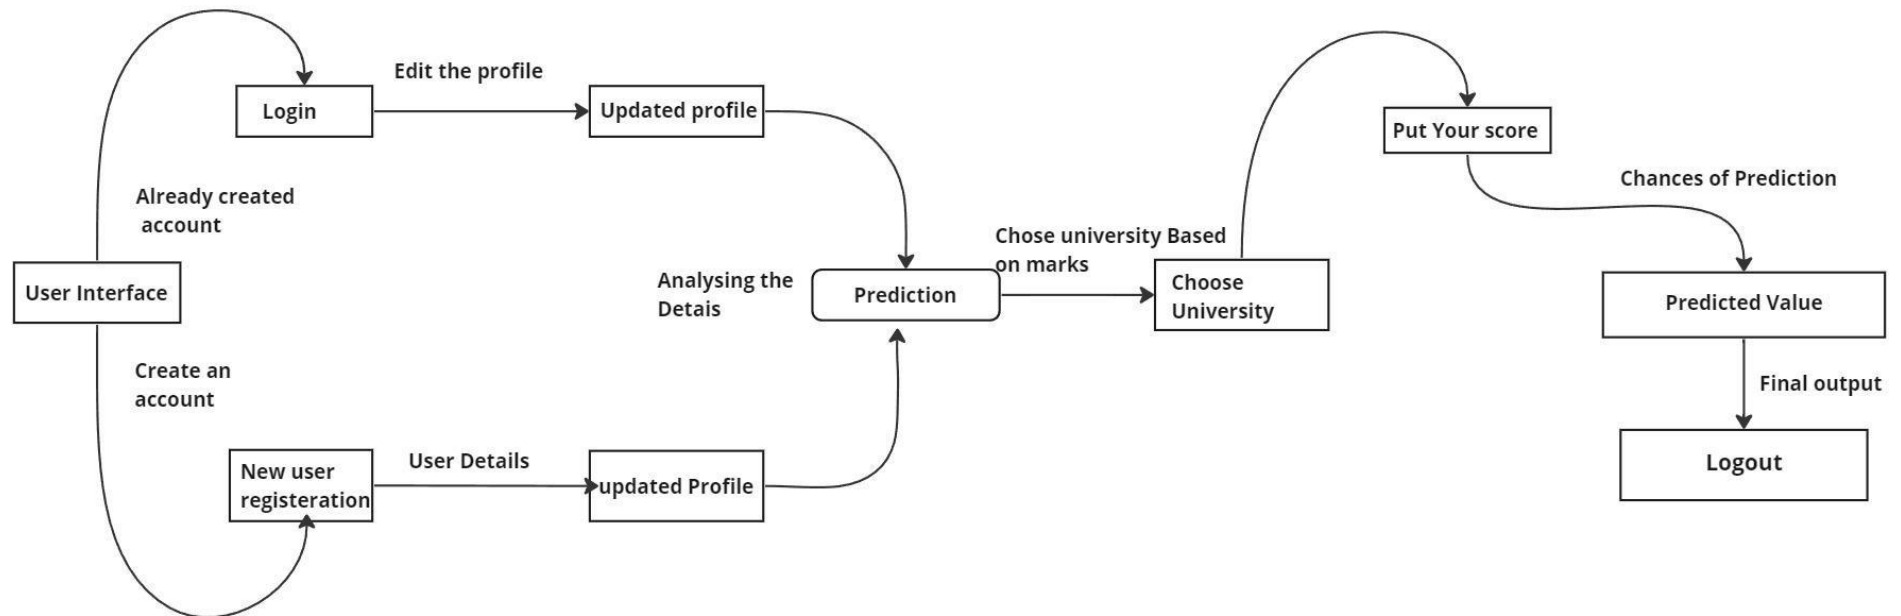 Edit the profile
Login
Updated profile
Put Your score
Chances of Prediction
Already created
account
Chose university Based
on marks
Analysing the
Detais
User Interface
Prediction
Choose
University
Predicted Value
Create an
account
Final output
New user
registeration
User Details
updated Profile
Logout